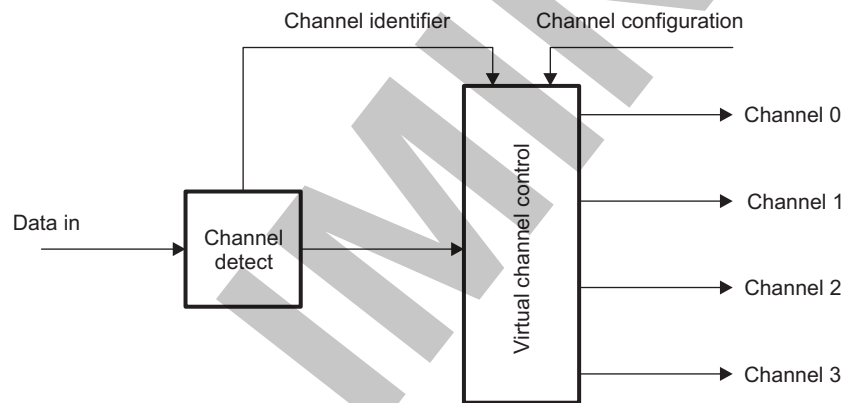 Channel identifier
Channel configuration
Channel 0
Channel 1
Channel 2
Channel 3
Data in
Channel
detect
Virtual channel control